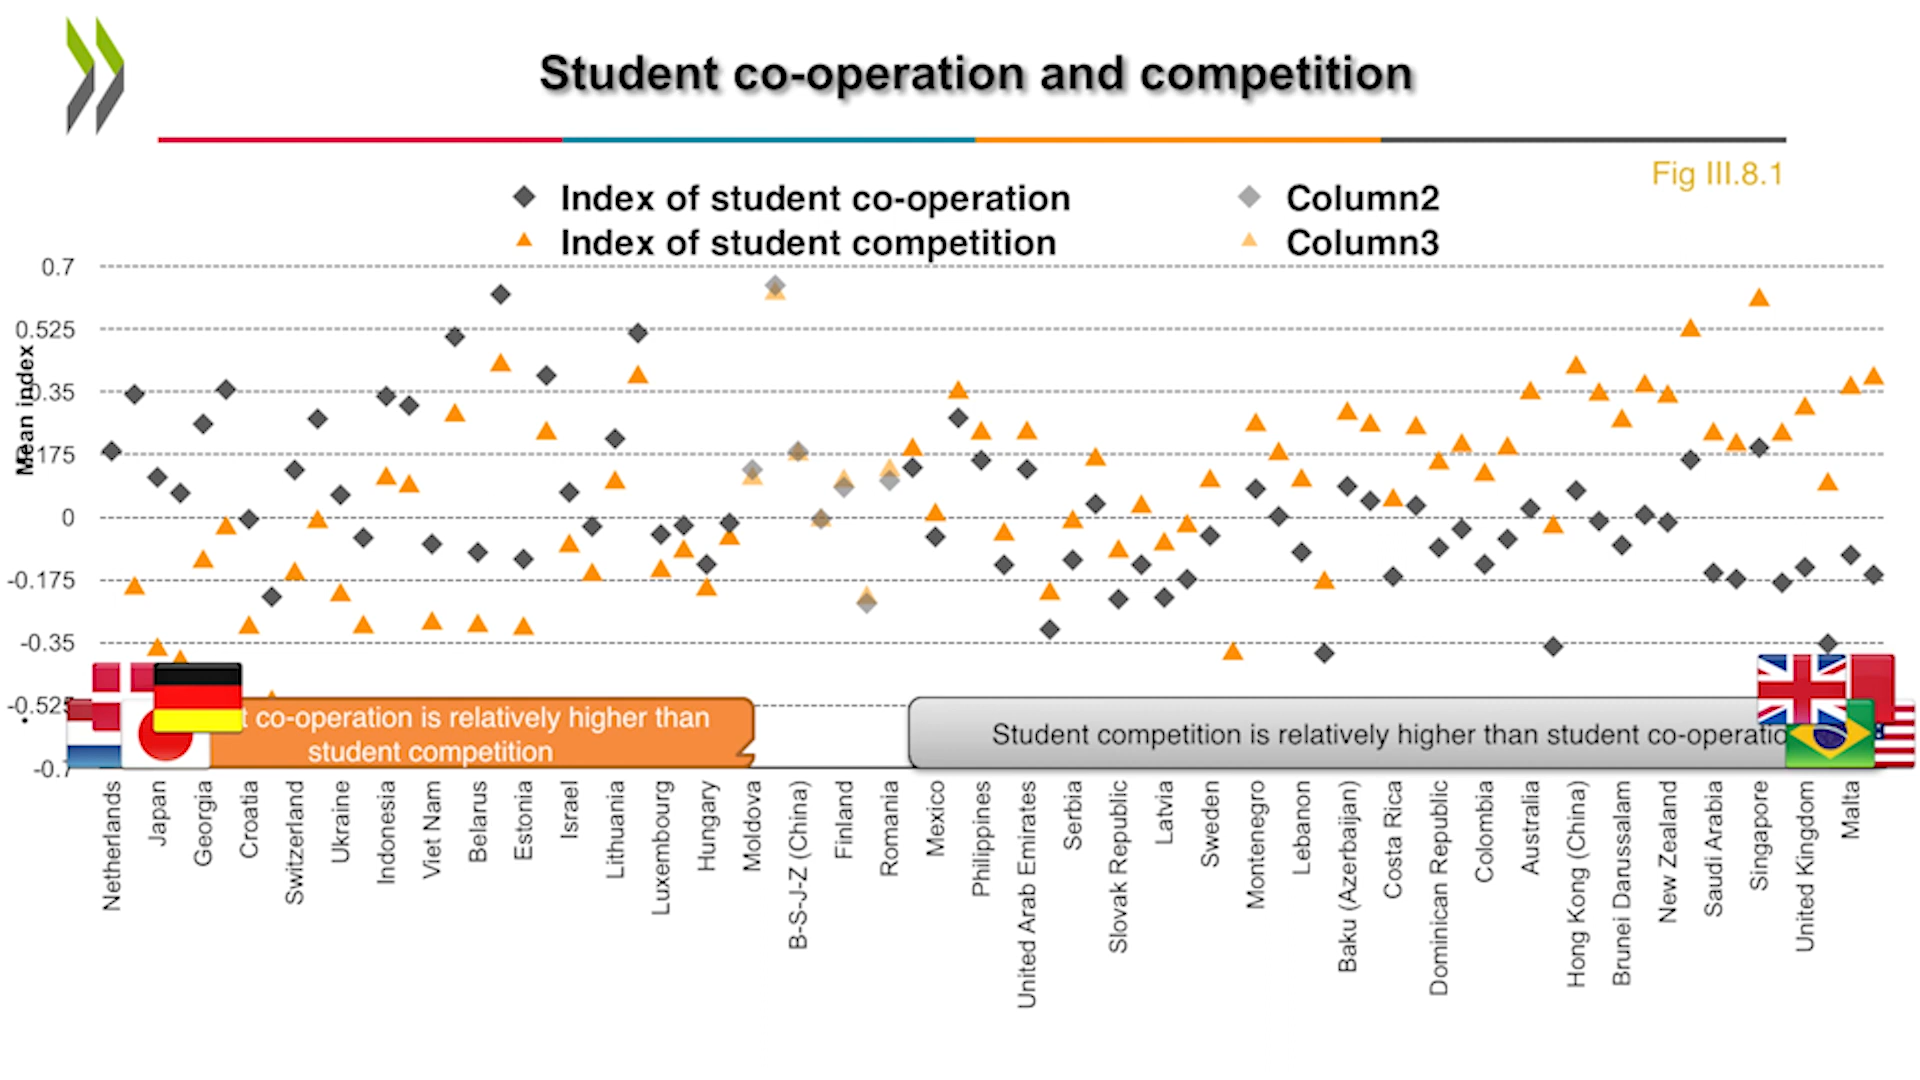 Student co-operation and competition
Fig III.8.1
Index of student co-operation
Column2
Index of student competition
Column3
Mean index
0.7
0.525
0.35
0.175
0
-0.175
-0.35
-0.525
-0.7
t co-operation is relatively higher than
student competition
Student competition is relatively higher than student co-operatio
Netherlands
Japan
Georgia
Croatia
Switzerland
Ukraine
Indonesia
Viet Nam
Belarus
Estonia
Israel
Lithuania
Luxembourg
Hungary
Moldova
B-S-J-Z (China)
Finland
Romania
Mexico
Philippines
United Arab Emirates
Serbia
Slovak Republic
Latvia
Sweden
Montenegro
Lebanon
Baku (Azerbaijan)
Costa Rica
Dominican Republic
Colombia
Australia
Hong Kong (China)
Brunei Darussalam
New Zealand
Saudi Arabia
Singapore
United Kingdom
Malta